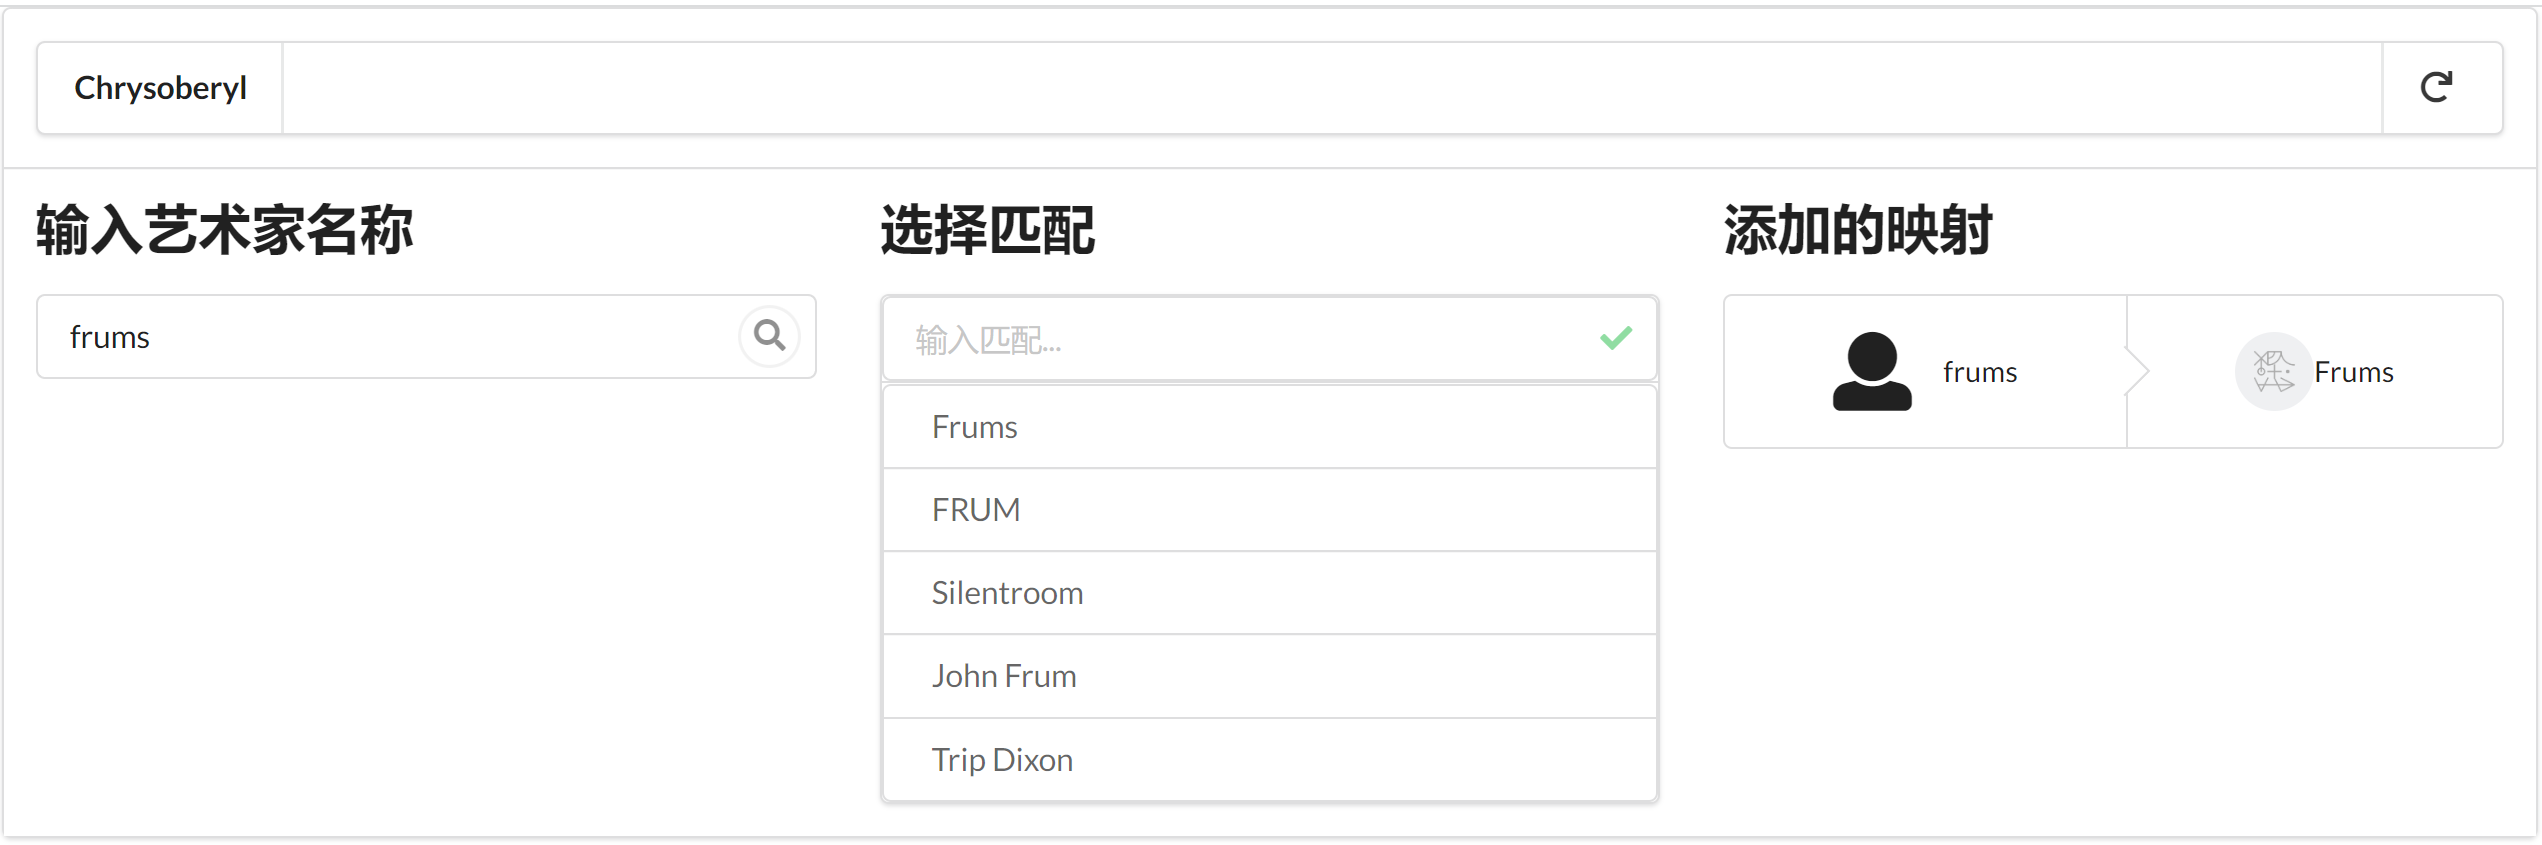 Chrysoberyl
输入艺术家名称
frums
选择匹配
输入匹配...
Frums
FRUM
Silentroom
John Frum
Trip Dixon
添加的映射
frums
Frums